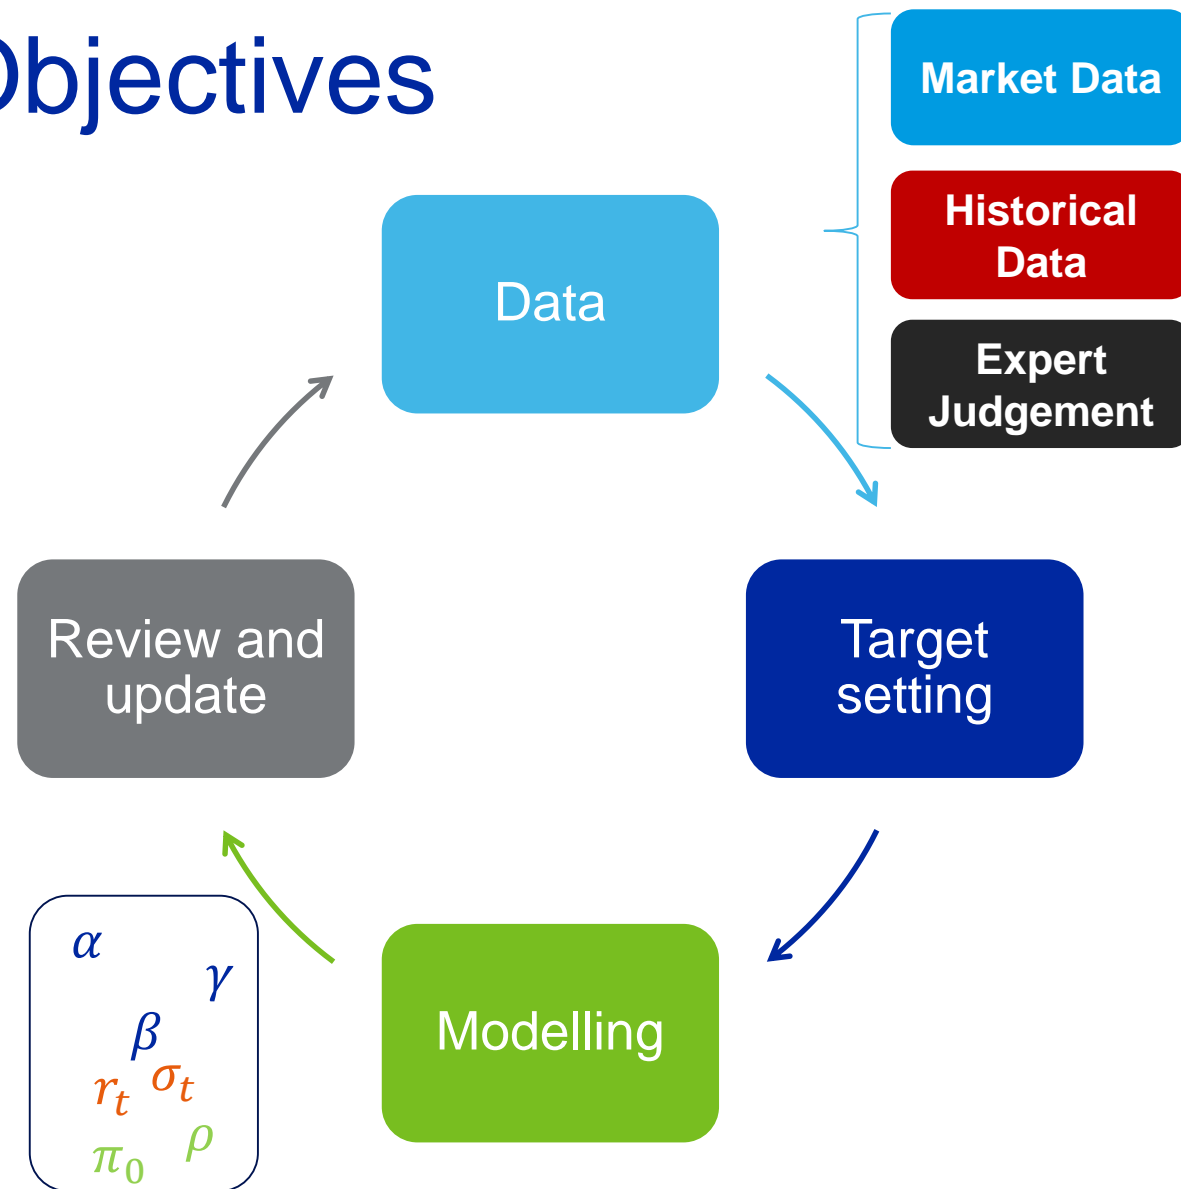 Objectives
Market Data
Historical
Data
Expert
Judgement
Data
Target
setting
Review and
update
Modelling
α
γ
β
r_t σ_t
π_0 ρ